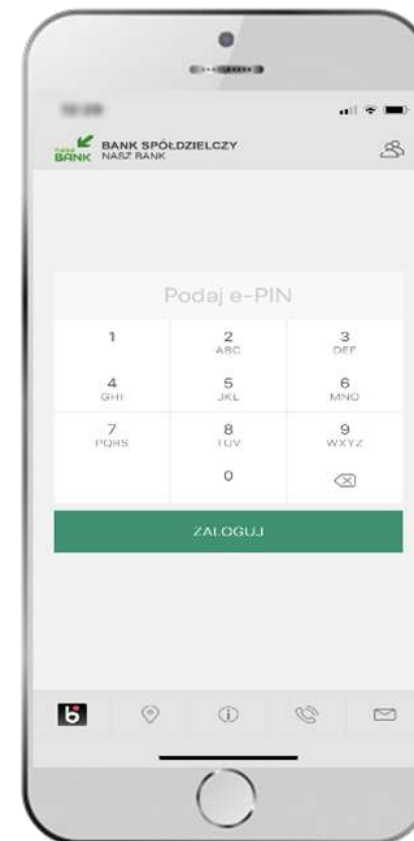 BANK SPÓŁDZIELCZY
NASZ BANK
BANK
Podaj e-PIN
1
2
ABC
3
DEF
4
GHI
5
JKL
6
MNO
7
PQRS
8
TUV
9
WXYZ
0
ZALOGUJ
b